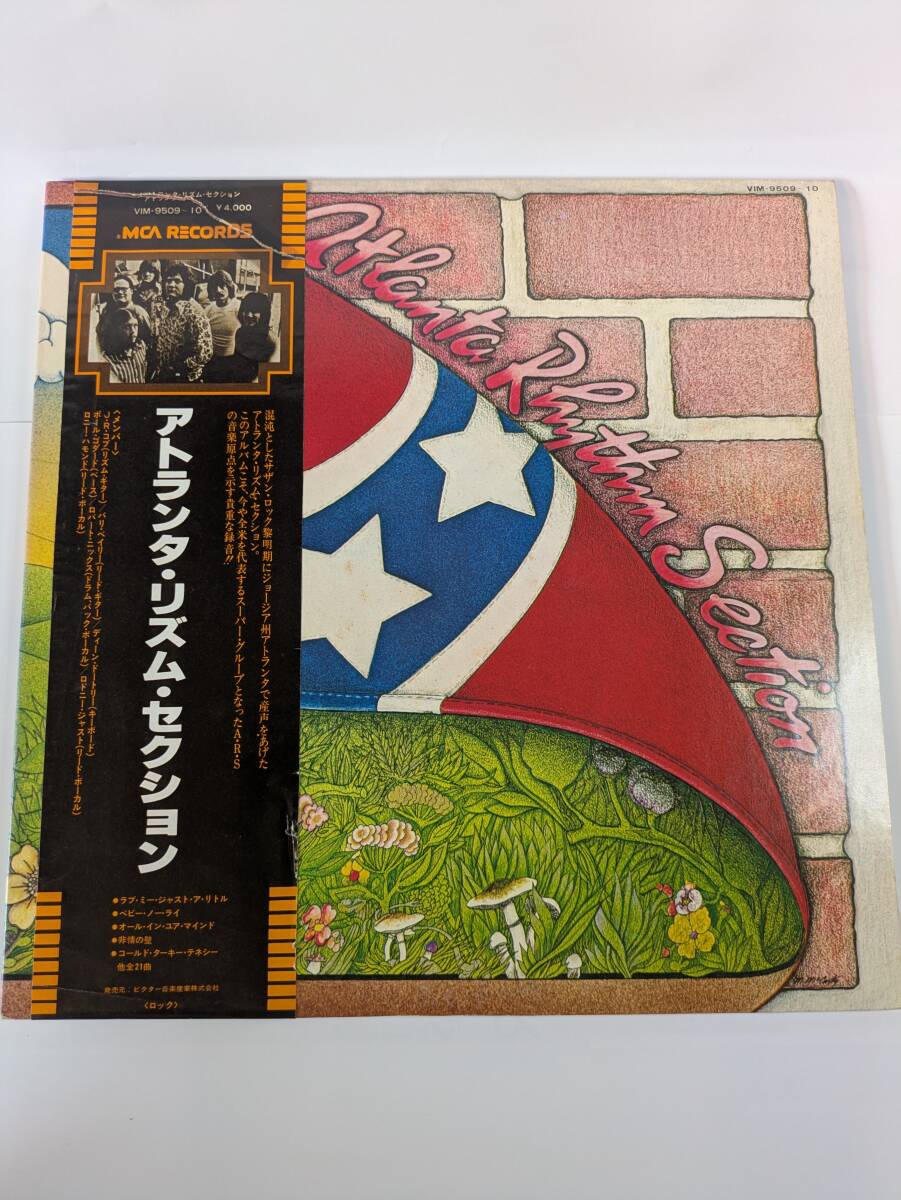 アトランタ・リズム・セクション
VIM-9509~10 ¥4,000
MCA RECORDS
アトランタ・リズム・セクション
混沌としたサザン・ロック黎明期にジョージア州アトランタで産声をあげた
アトランタ・リズム・セクション。
このアルバムこそ、今や全米を代表するスーパー・グループとなったA・R・S
の音楽原点を示す貴重な録音!!
〈メンバー〉
J・R・コブ(リズム・ギター)/バリー・ベイリー(リード・ギター)/ディーン・ドートリー(キーボード)
ポール・ゴダード(ベース)/ロバート・ニックス(ドラム、バック・ボーカル)/ロドニー・ジャスト(リード・ボーカル)
ロニー・ハモンド(リード・ボーカル)
●ラブ・ミー・ジャスト・ア・リトル
●ベビー・ノー・ライ
●オール・イン・ユア・マインド
●非情の壁
●コールド・ターキー・テネシー
他全21曲
発売元:ビクター音楽産業株式会社
〈ロック〉
VIM-9509~10
Atlanta Rhythm Section